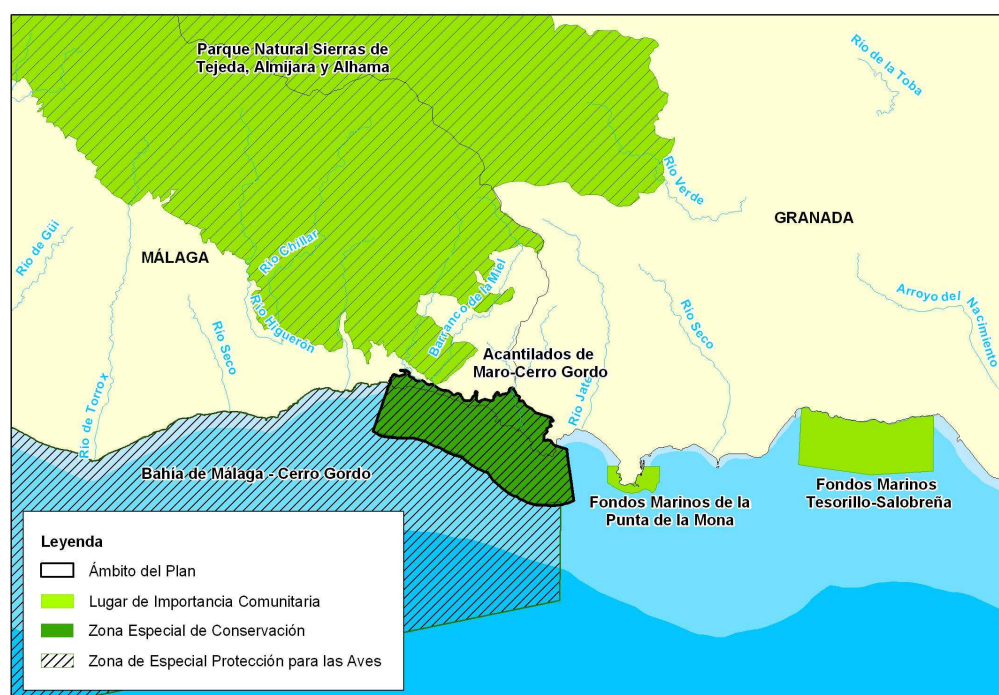 Parque Natural Sierras de
Tejeda, Almijara y Alhama
Río de la Toba
Río Verde
GRANADA
Río de Güi
MÁLAGA
Río Chíllar
Barranco de la Miel
Arroyo del Nacimiento
Río Higuerón
Río Seco
Río Seco
Acantilados de
Maro-Cerro Gordo
Río Jate
Río de Torrox
Bahía de Málaga - Cerro Gordo
Fondos Marinos de la
Punta de la Mona
Fondos Marinos
Tesorillo-Salobreña
Leyenda
Ámbito del Plan
Lugar de Importancia Comunitaria
Zona Especial de Conservación
Zona de Especial Protección para las Aves